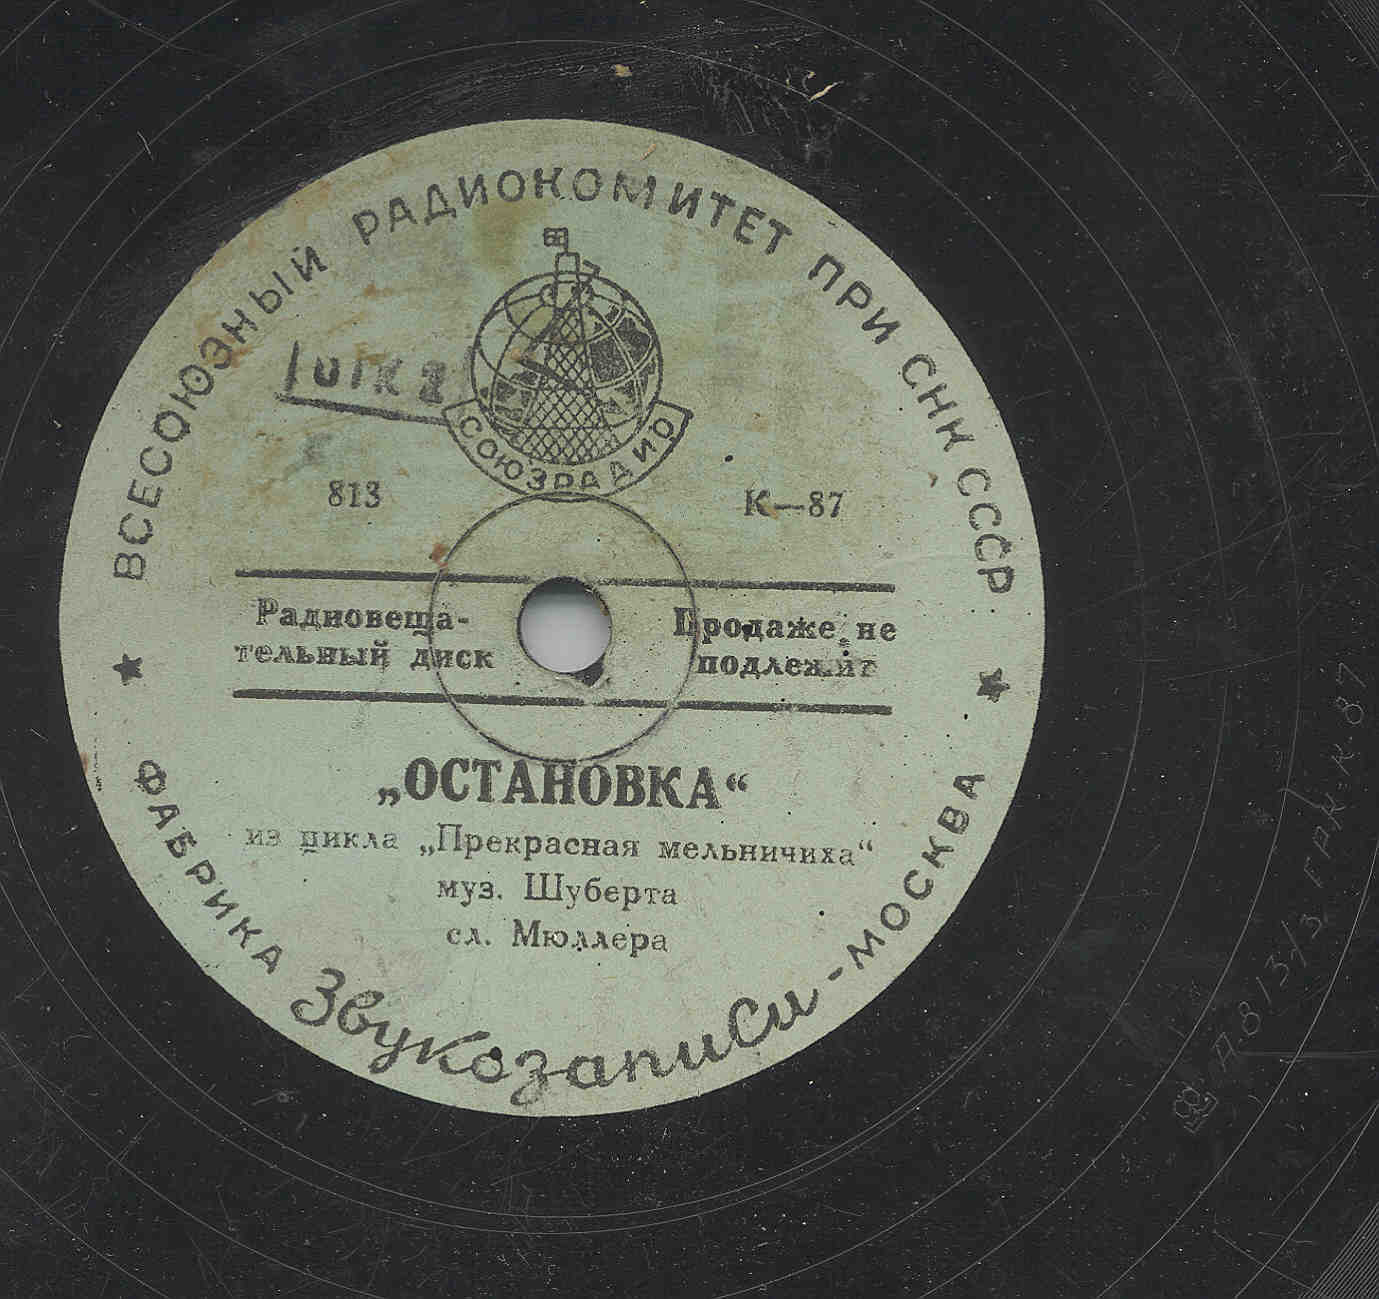 ВСЕСОЮЗНЫЙ РАДИОКОМИТЕТ ПРИ СНК СССР
СОЮЗРАДИО
813
К—87
Радиовеща-
тельный диск
Продаже не
подлежит
„ОСТАНОВКА“
из цикла „Прекрасная мельничиха“
муз. Шуберта
сл. Мюллера
ФАБРИКА Звукозаписи - МОСКВА